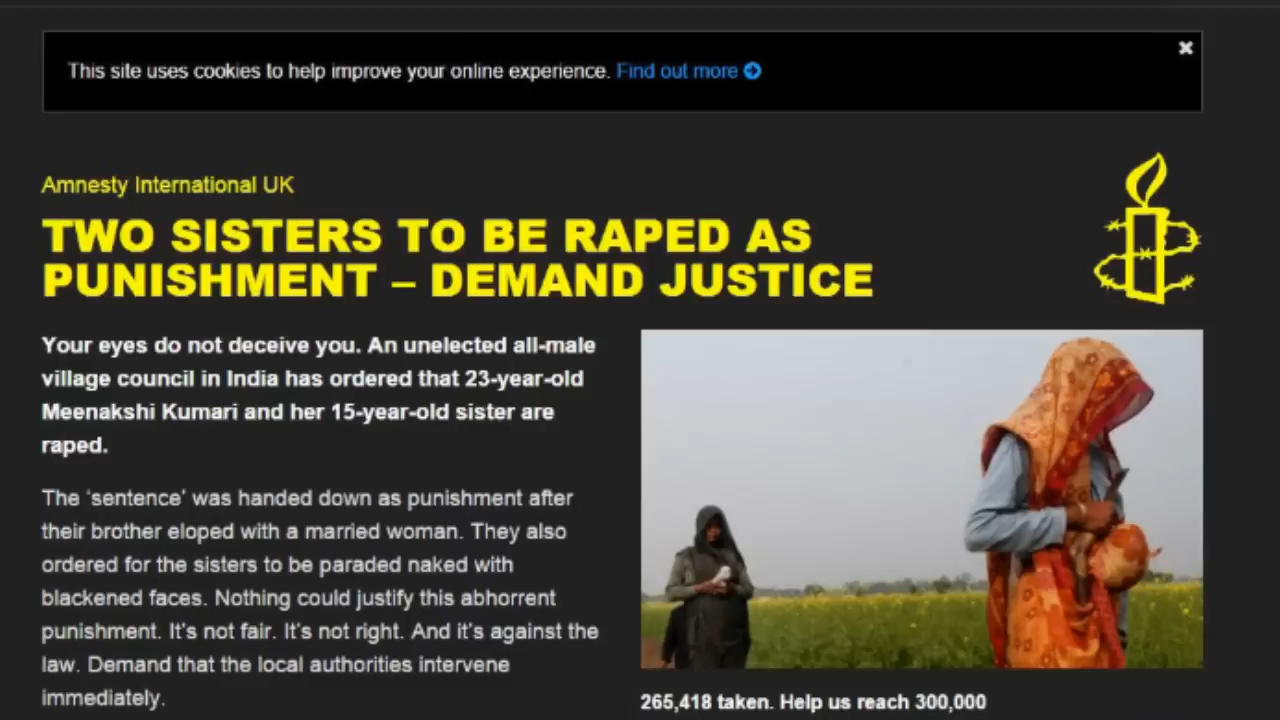 This site uses cookies to help improve your online experience. Find out more
Amnesty International UK
TWO SISTERS TO BE RAPED AS
PUNISHMENT – DEMAND JUSTICE
Your eyes do not deceive you. An unelected all-male
village council in India has ordered that 23-year-old
Meenakshi Kumari and her 15-year-old sister are
raped.
The ‘sentence’ was handed down as punishment after
their brother eloped with a married woman. They also
ordered for the sisters to be paraded naked with
blackened faces. Nothing could justify this abhorrent
punishment. It’s not fair. It’s not right. And it’s against the
law. Demand that the local authorities intervene
immediately.
265,418 taken. Help us reach 300,000